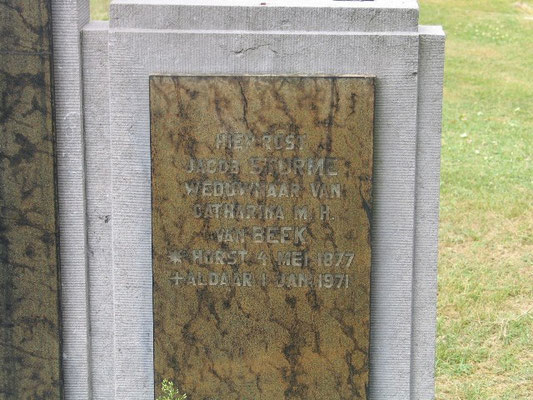 HIER RUST
JACOB STURME
WEDUWNAAR VAN
CATHARINA M. H.
VAN BEEK
* HORST 4 MEI 1877
+ ALDAAR 1 JAN. 1971